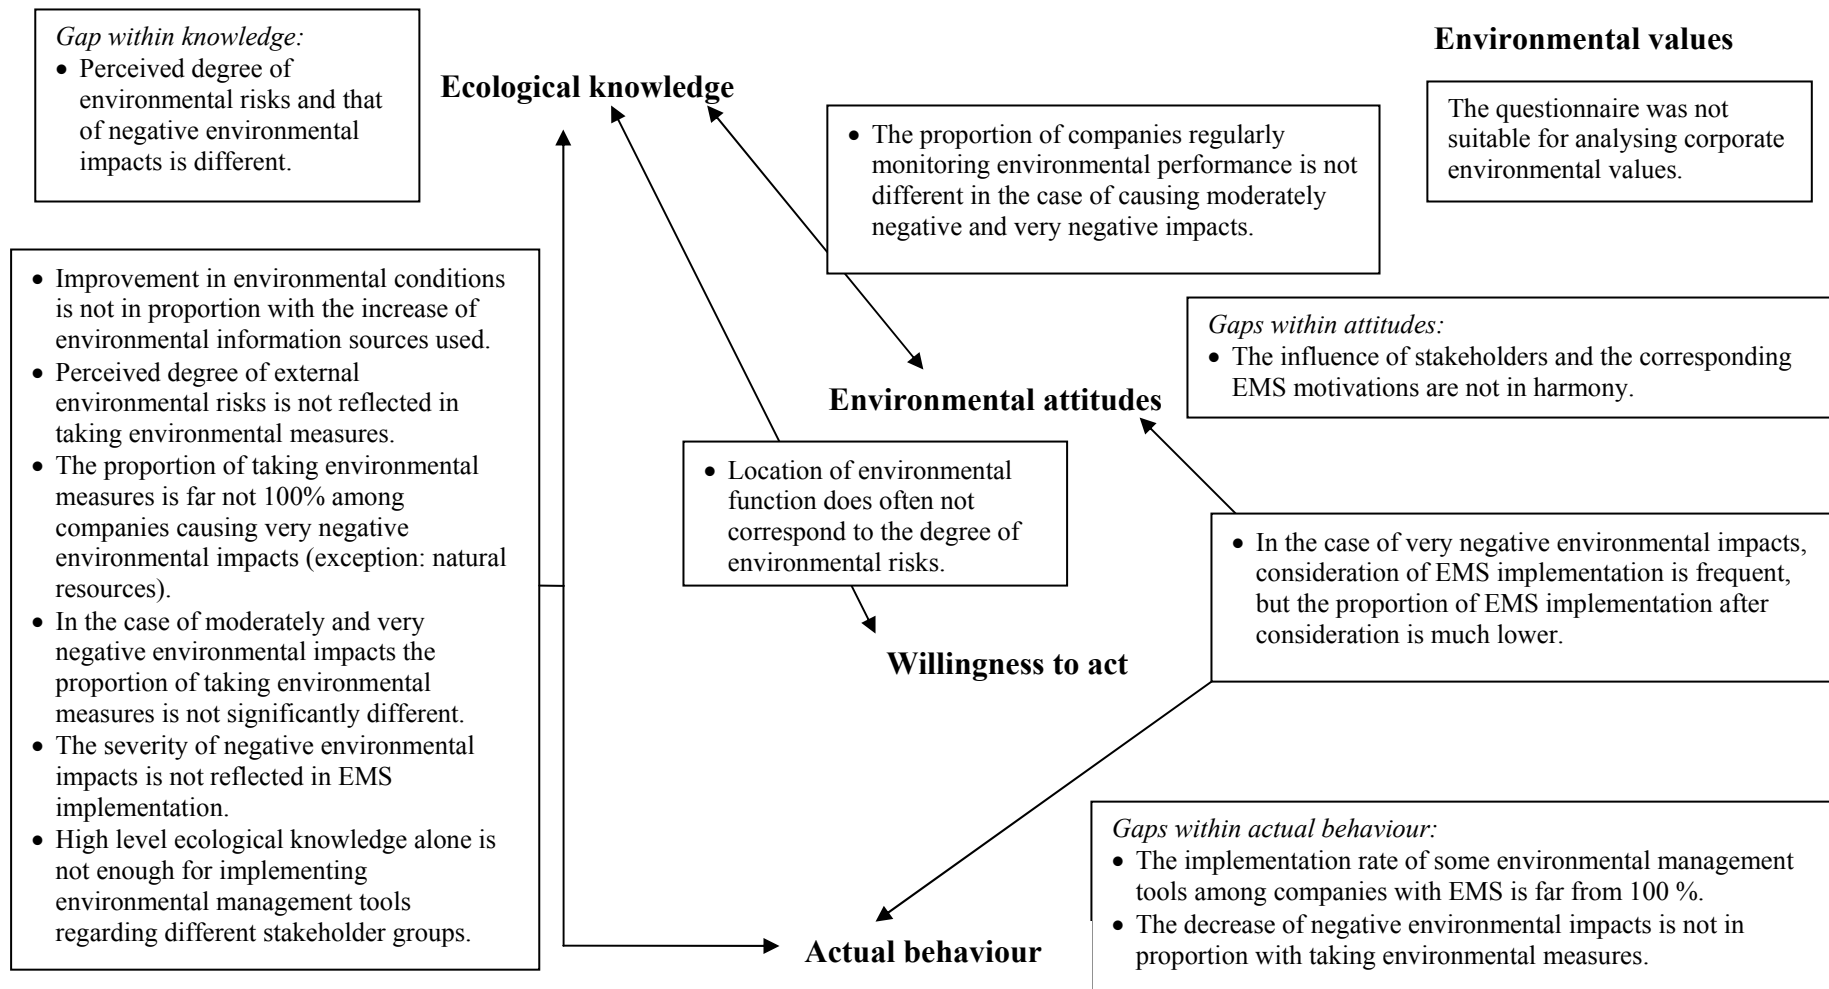 Gap within knowledge:
• Perceived degree of
environmental risks and that
of negative environmental
impacts is different.
Ecological knowledge
Environmental values
The questionnaire was not
suitable for analysing corporate
environmental values.
• The proportion of companies regularly
monitoring environmental performance is not
different in the case of causing moderately
negative and very negative impacts.
• Improvement in environmental conditions
is not in proportion with the increase of
environmental information sources used.
• Perceived degree of external
environmental risks is not reflected in
taking environmental measures.
• The proportion of taking environmental
measures is far not 100% among
companies causing very negative
environmental impacts (exception: natural
resources).
• In the case of moderately and very
negative environmental impacts the
proportion of taking environmental
measures is not significantly different.
• The severity of negative environmental
impacts is not reflected in EMS
implementation.
• High level ecological knowledge alone is
not enough for implementing
environmental management tools
regarding different stakeholder groups.
Gaps within attitudes:
• The influence of stakeholders and the corresponding
EMS motivations are not in harmony.
Environmental attitudes
• Location of environmental
function does often not
correspond to the degree of
environmental risks.
• In the case of very negative environmental impacts,
consideration of EMS implementation is frequent,
but the proportion of EMS implementation after
consideration is much lower.
Willingness to act
Gaps within actual behaviour:
• The implementation rate of some environmental management
tools among companies with EMS is far from 100 %.
• The decrease of negative environmental impacts is not in
proportion with taking environmental measures.
Actual behaviour